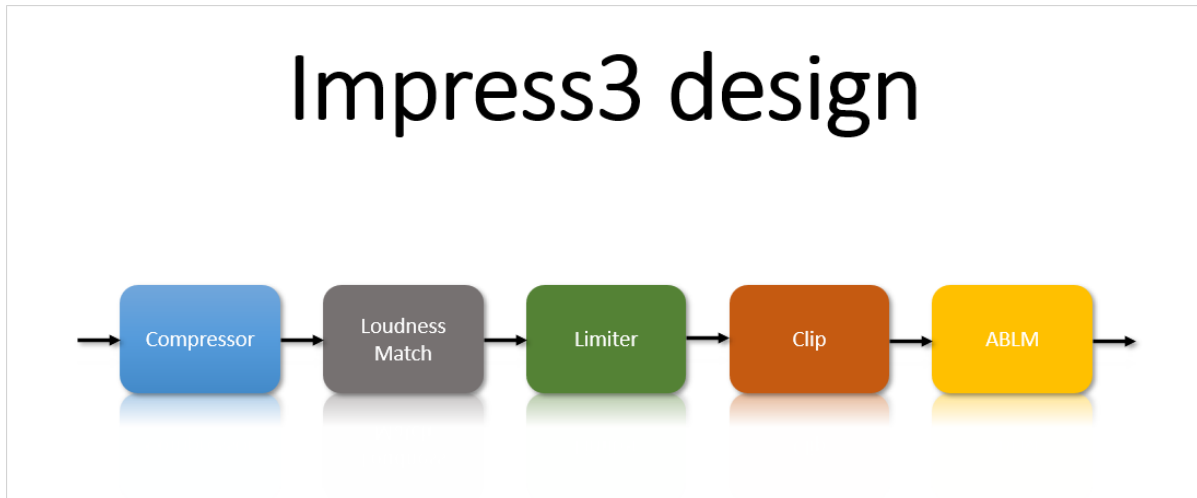 Impress3 design
Compressor
Loudness
Match
Limiter
Clip
ABLM